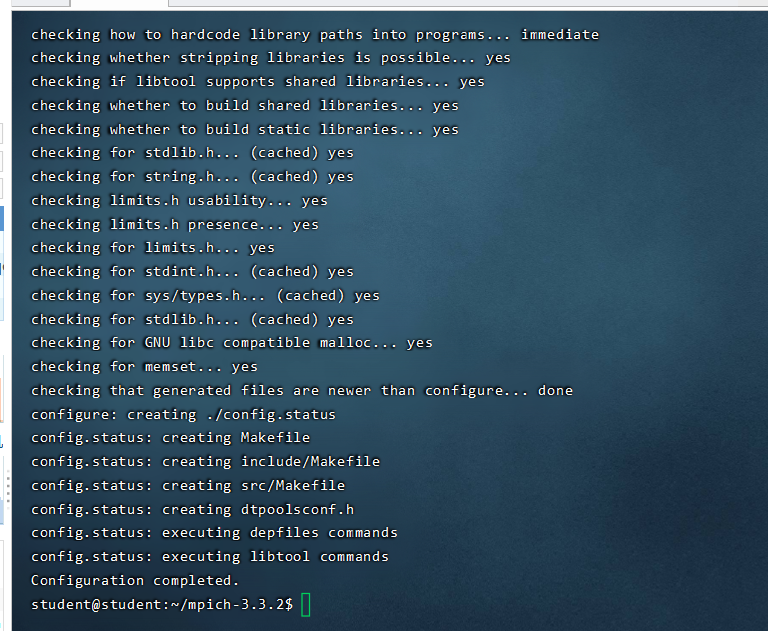 checking how to hardcode library paths into programs... immediate
checking whether stripping libraries is possible... yes
checking if libtool supports shared libraries... yes
checking whether to build shared libraries... yes
checking whether to build static libraries... yes
checking for stdlib.h... (cached) yes
checking for string.h... (cached) yes
checking limits.h usability... yes
checking limits.h presence... yes
checking for limits.h... yes
checking for stdint.h... (cached) yes
checking for sys/types.h... (cached) yes
checking for stdlib.h... (cached) yes
checking for GNU libc compatible malloc... yes
checking for memset... yes
checking that generated files are newer than configure... done
configure: creating ./config.status
config.status: creating Makefile
config.status: creating include/Makefile
config.status: creating src/Makefile
config.status: creating dtpoolsconf.h
config.status: executing depfiles commands
config.status: executing libtool commands
Configuration completed.
student@student:~/mpich-3.3.2$